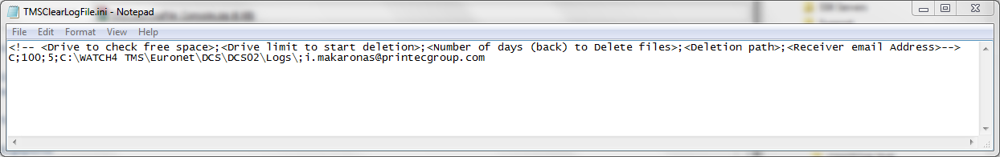 TMSClearLogFile.ini - Notepad
File Edit Format View Help
<!-- <Drive to check free space>;<Drive limit to start deletion>;<Number of days (back) to Delete files>;<Deletion path>;<Receiver email Address>-->
C;100;5;C:\WATCH4 TMS\Euronet\DCS\DCS02\Logs\;i.makaronas@printecgroup.com